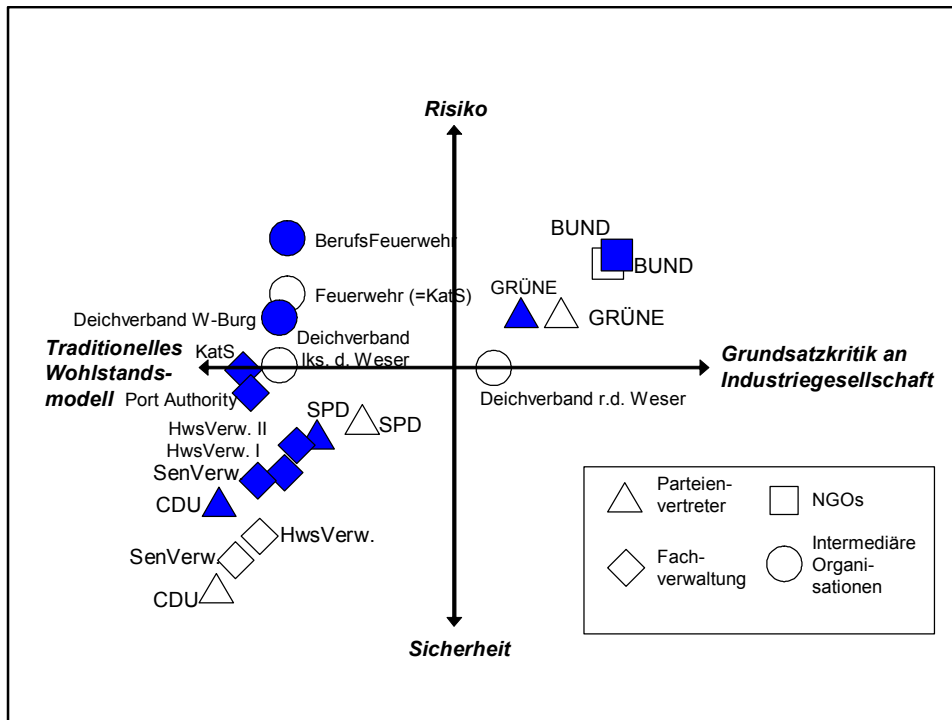 Risiko
BUND
BerufsFeuerwehr
BUND
GRÜNE
Feuerwehr (=KatS)
Deichverband W-Burg
GRÜNE
Deichverband
lks. d. Weser
KatS
Traditionelles
Wohlstands-
modell
Grundsatzkritik an
Industriegesellschaft
Port Authority
Deichverband r.d. Weser
SPD
SPD
HwsVerw. II
HwsVerw. I
SenVerw.
CDU
HwsVerw.
SenVerw.
CDU
Sicherheit
Parteien-
vertreter
NGOs
Fach-
verwaltung
Intermediäre
Organi-
sationen